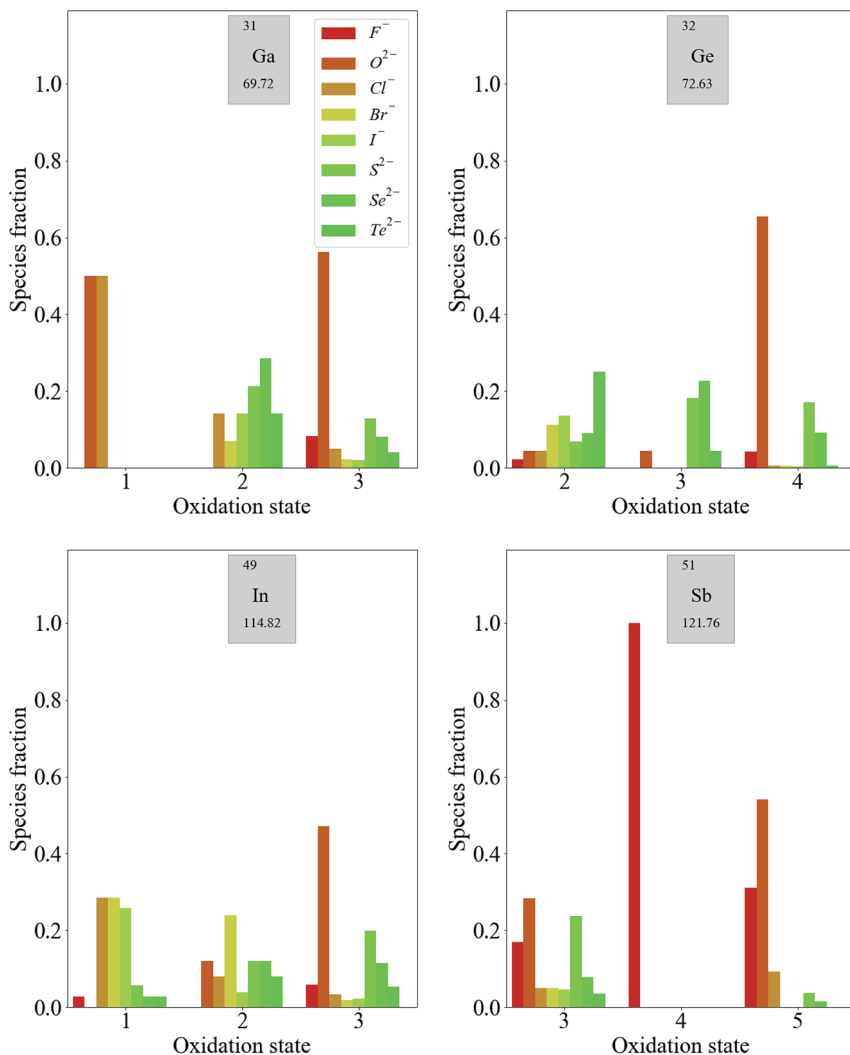 31
Ga
69.72
F⁻
O²⁻
Cl⁻
Br⁻
I⁻
S²⁻
Se²⁻
Te²⁻
Species fraction
1.0
0.8
0.6
0.4
0.2
0.0
1 2 3
Oxidation state
32
Ge
72.63
Species fraction
1.0
0.8
0.6
0.4
0.2
0.0
2 3 4
Oxidation state
49
In
114.82
Species fraction
1.0
0.8
0.6
0.4
0.2
0.0
1 2 3
Oxidation state
51
Sb
121.76
Species fraction
1.0
0.8
0.6
0.4
0.2
0.0
3 4 5
Oxidation state